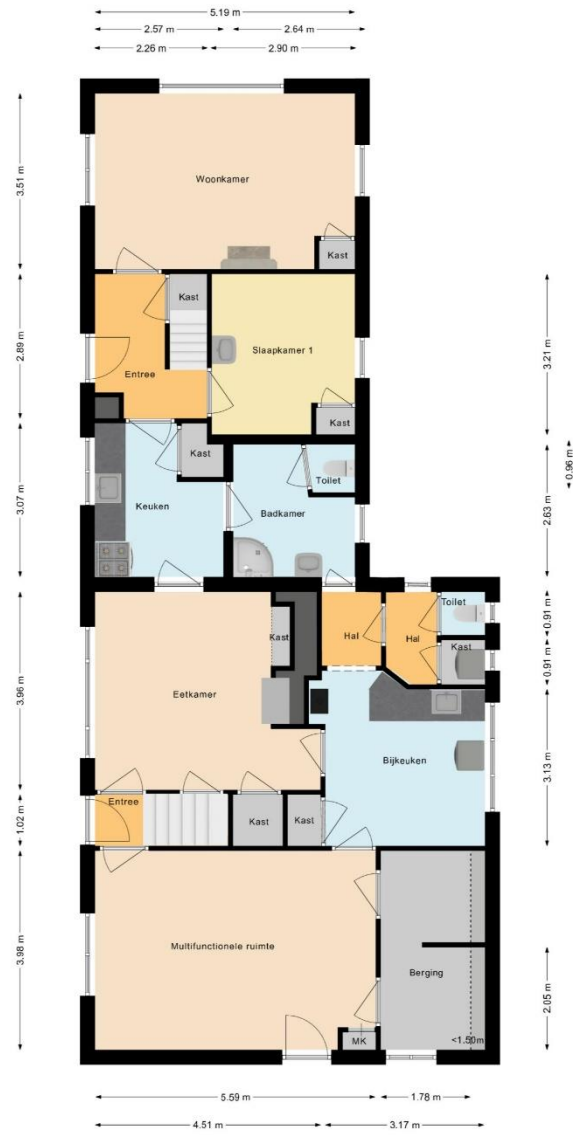 5.19 m
2.57 m
2.64 m
2.26 m
2.90 m
3.51 m
Woonkamer
Kast
2.89 m
Kast
Slaapkamer 1
3.21 m
Entree
Kast
0.96 m
3.07 m
Kast
Toilet
Keuken
Badkamer
2.63 m
Toilet
0.91 m
Kast
Hal
Hal
Kast
0.91 m
3.96 m
Eetkamer
Bijkeuken
3.13 m
Entree
1.02 m
Kast
Kast
3.98 m
Multifunctionele ruimte
Berging
2.05 m
MK
<1.50m
5.59 m
1.78 m
4.51 m
3.17 m